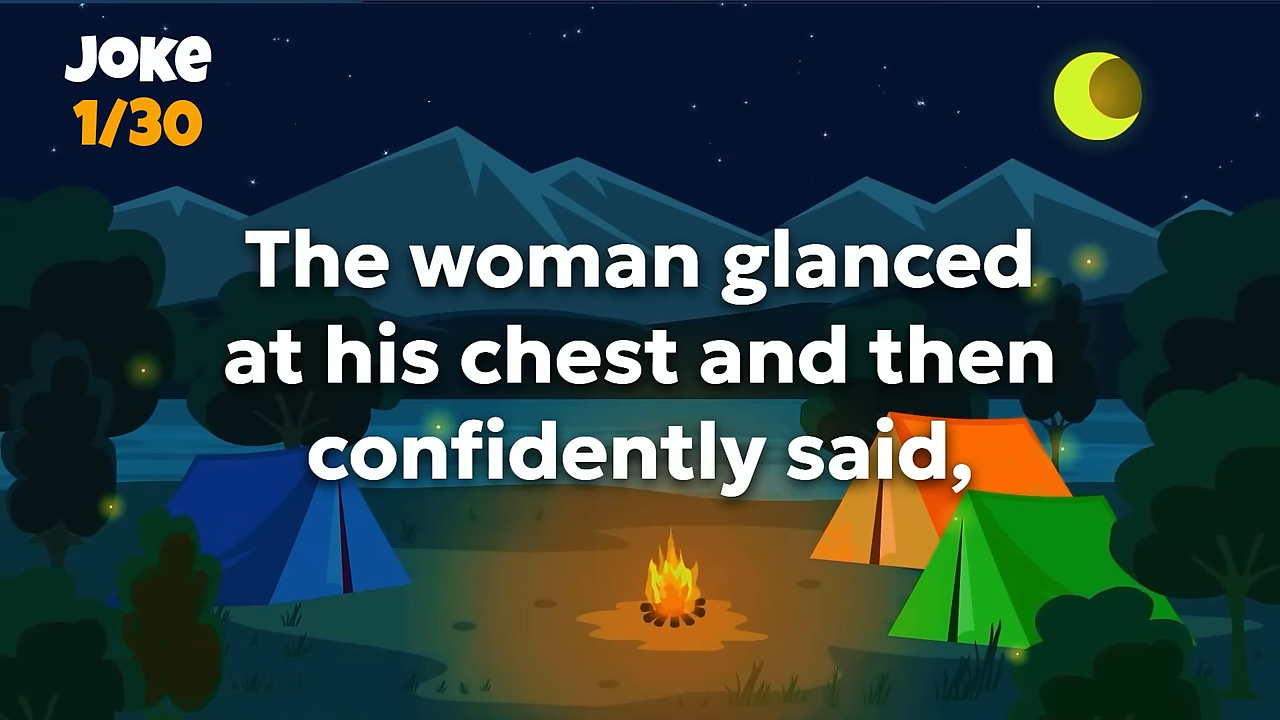 JOKE
1/30
The woman glanced
at his chest and then
confidently said,